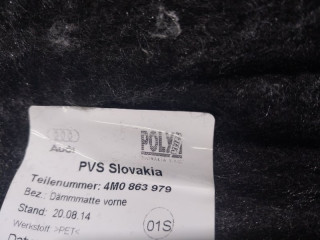 Audi
POLY
PVS Slovakia
Teilenummer: 4M0 863 979
Bez.: Dämmmatte vorne
Stand: 20.08.14
01S
Werkstoff: >PET<